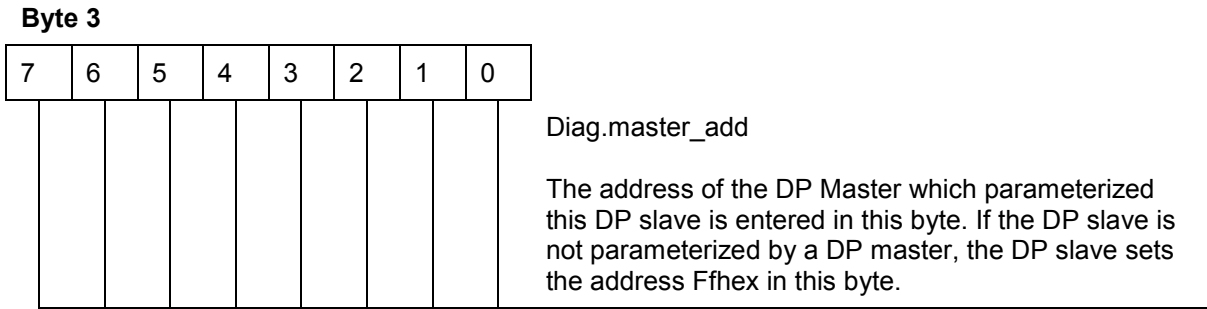 Byte 3
7 6 5 4 3 2 1 0
Diag.master_add
The address of the DP Master which parameterized
this DP slave is entered in this byte. If the DP slave is
not parameterized by a DP master, the DP slave sets
the address Ffhex in this byte.